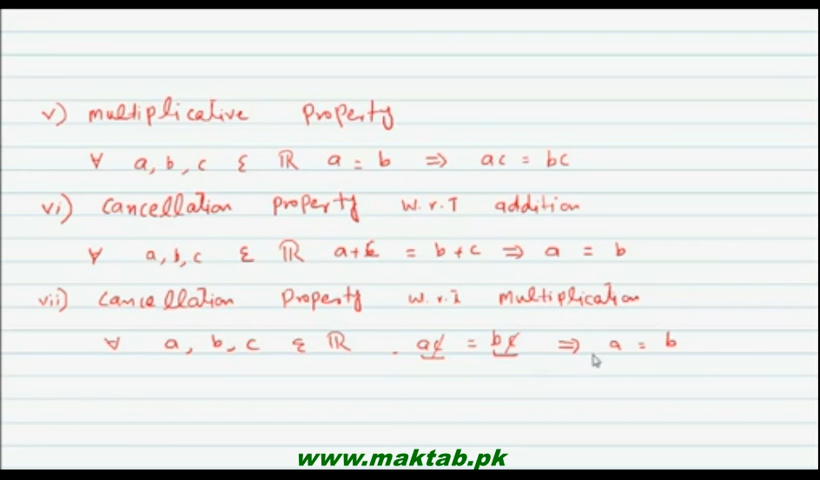 v) multiplicative property
∀ a, b, c ε ℝ a = b ⇒ ac = bc
vi) Cancellation property w.r.T addition
∀ a, b, c ε ℝ a+c = b+c ⇒ a = b
vii) Cancellation Property w.r.T Multiplication
∀ a, b, c ε ℝ . ac = bc ⇒ a = b
www.maktab.pk